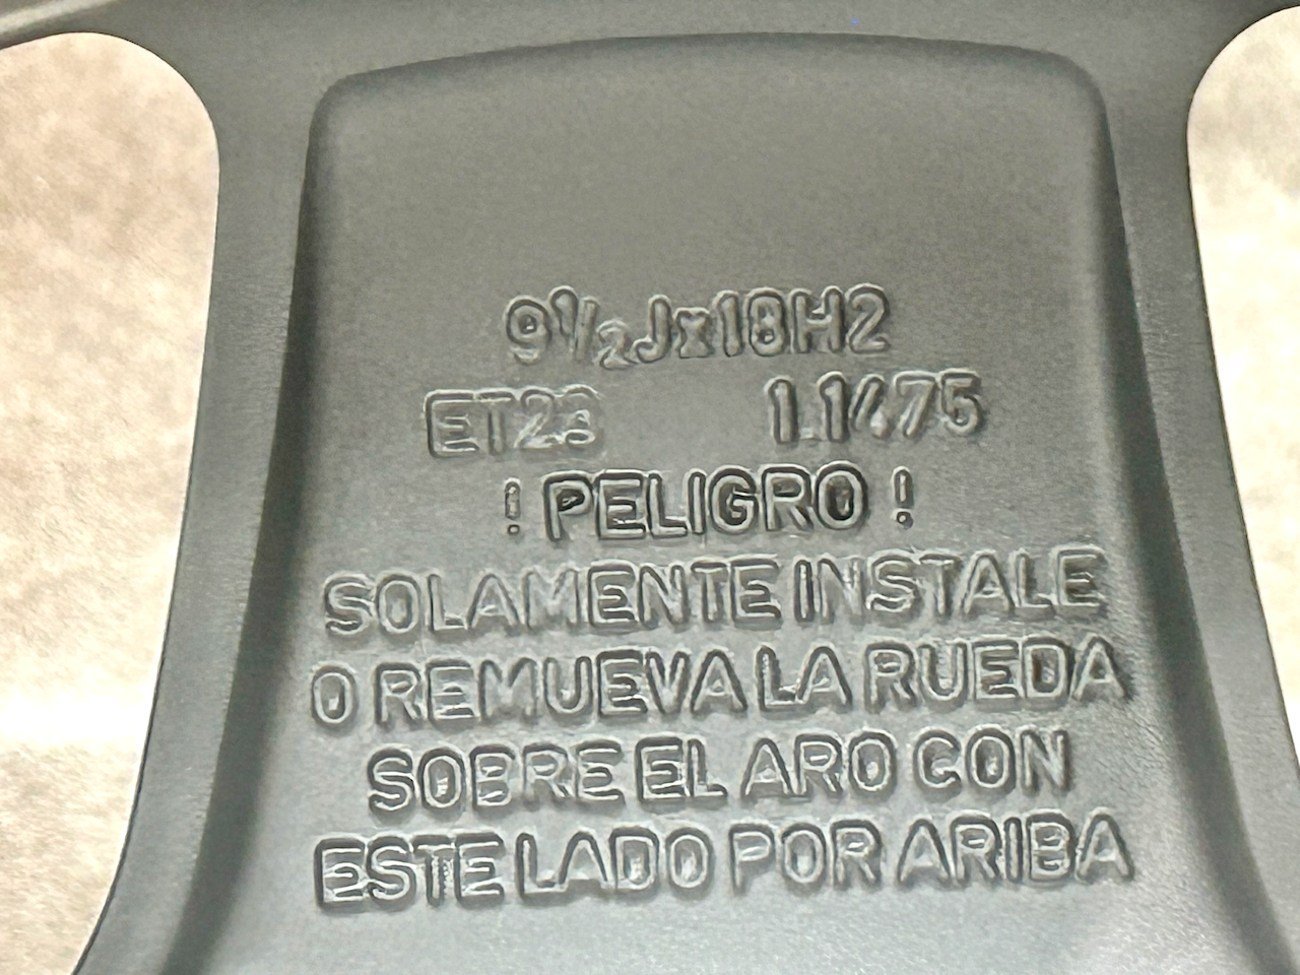 9½Jx18H2
ET23 1.1475
! PELIGRO !
SOLAMENTE INSTALE
O REMUEVA LA RUEDA
SOBRE EL ARO CON
ESTE LADO POR ARIBA